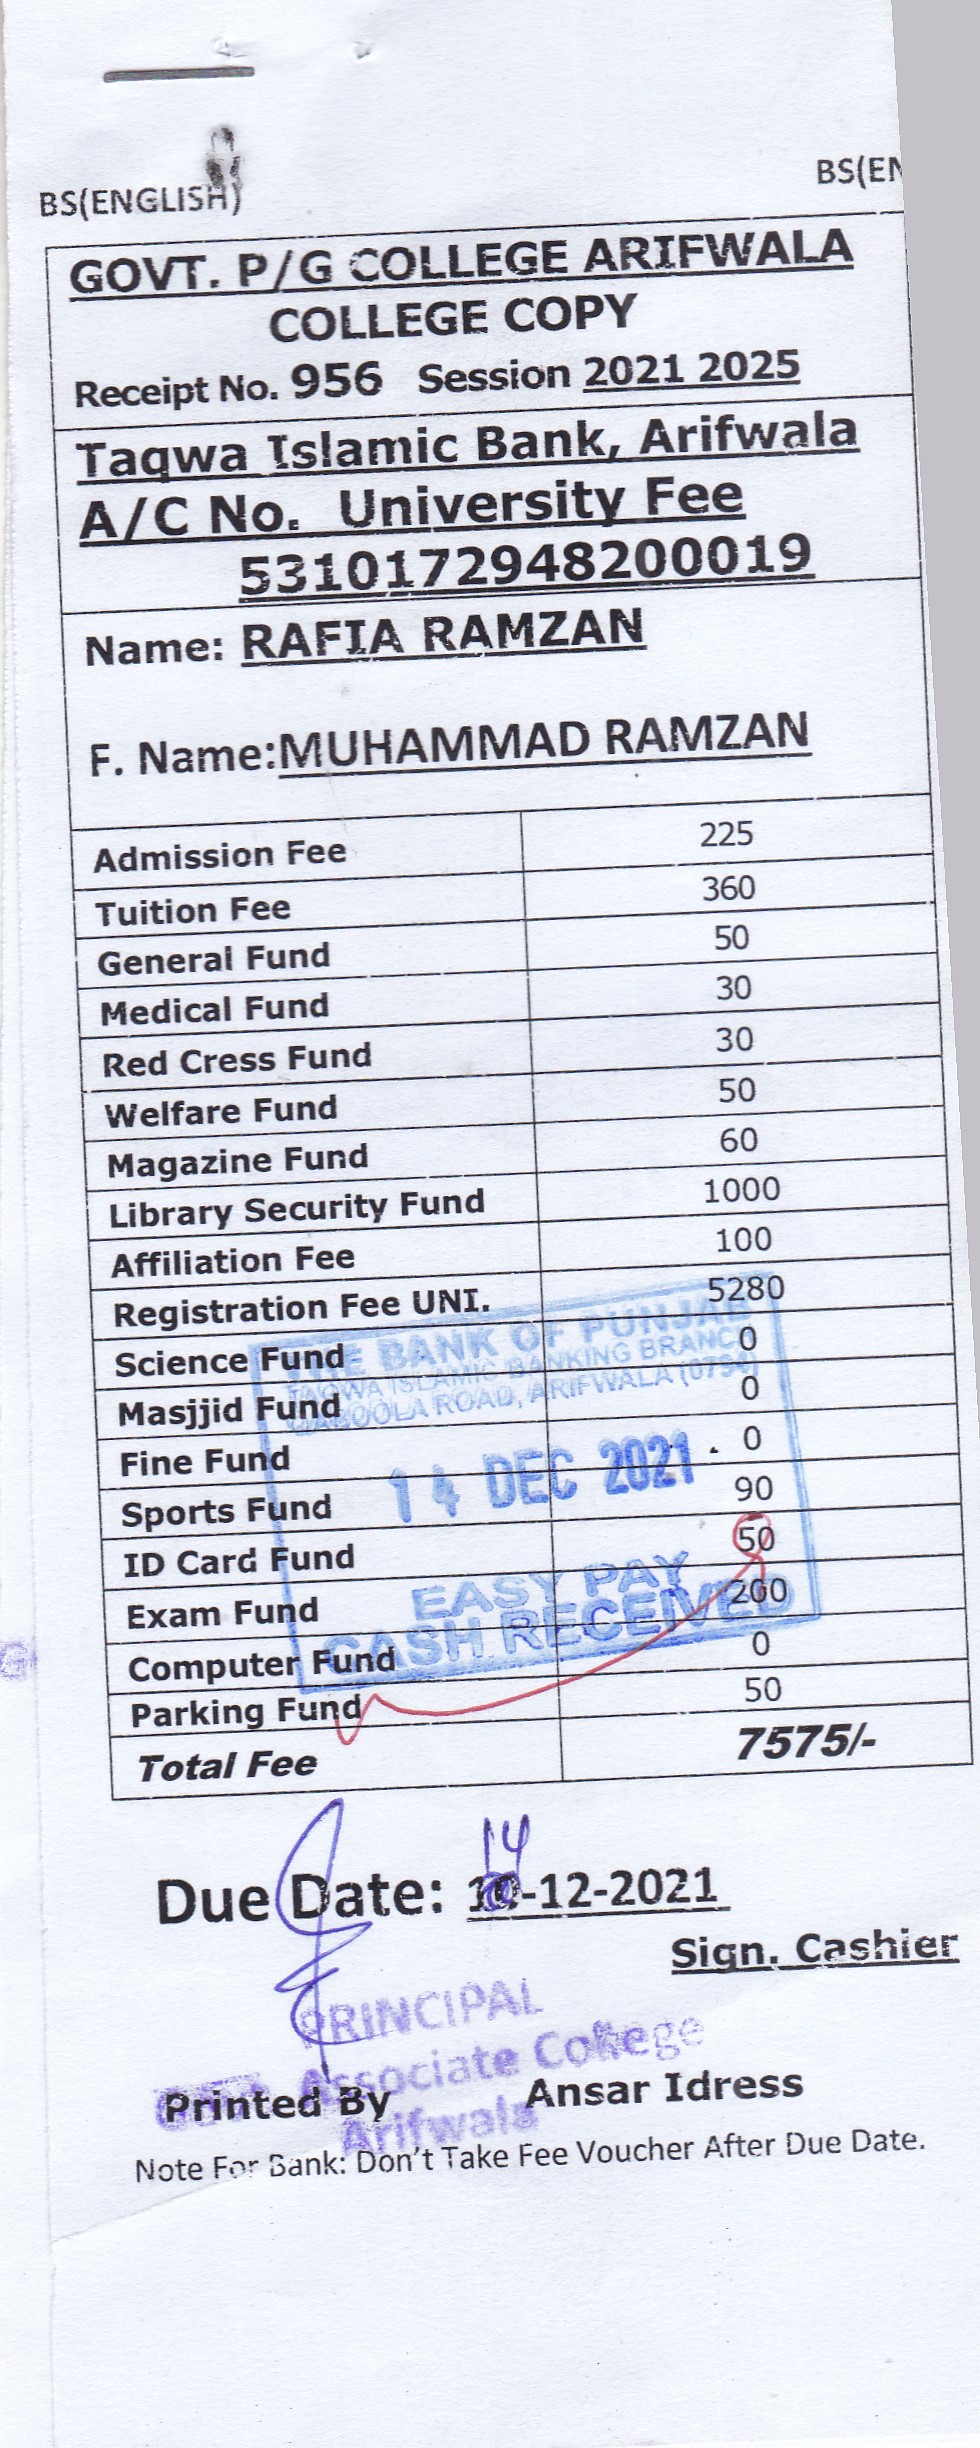 BS(ENGLISH)
BS(EN
GOVT. P/G COLLEGE ARIFWALA
COLLEGE COPY
Receipt No. 956 Session 2021 2025
Taqwa Islamic Bank, Arifwala
A/C No. University Fee
5310172948200019
Name: RAFIA RAMZAN
F. Name:MUHAMMAD RAMZAN
Admission Fee 225
Tuition Fee 360
General Fund 50
Medical Fund 30
Red Cress Fund 30
Welfare Fund 50
Magazine Fund 60
Library Security Fund 1000
Affiliation Fee 100
Registration Fee UNI. 5280
THE BANK OF PUNJAB
Science Fund 0
TAQWA ISLAMIC BANKING BRANCH
Masjjid Fund 0
QABOOLA ROAD, ARIFWALA
Fine Fund 0
14 DEC 2021
Sports Fund 90
ID Card Fund 50
EASY PAY
Exam Fund 200
CASH RECEIVED
Computer Fund 0
Parking Fund 50
Total Fee 7575/-
14
Due Date: 10-12-2021
Sign. Cashier
PRINCIPAL
Associate College
Printed By Ansar Idress
Arifwala
Note For Bank: Don't Take Fee Voucher After Due Date.